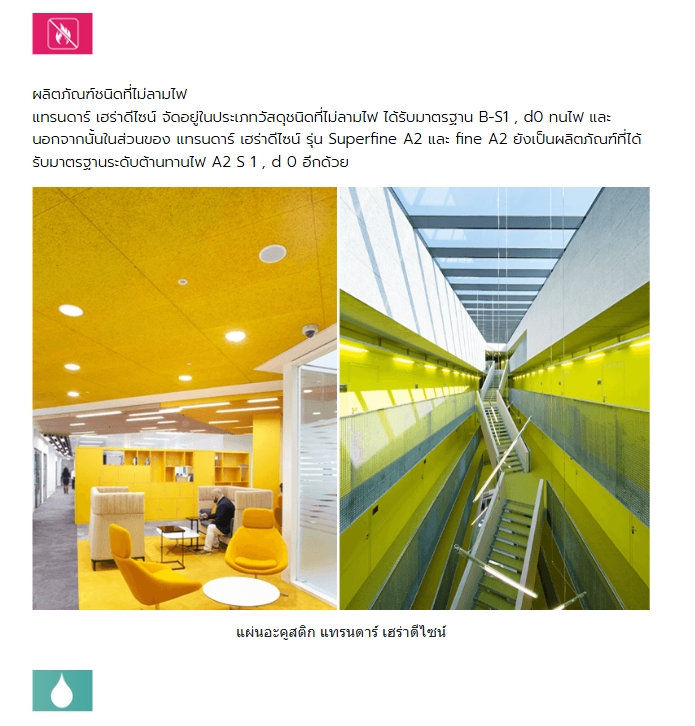 ผลิตภัณฑ์ชนิดที่ไม่ลามไฟ
แทรนดาร์ เฮร่าดีไซน์ จัดอยู่ในประเภทวัสดุชนิดที่ไม่ลามไฟ ได้รับมาตรฐาน B-S1 , d0 ทนไฟ และ
นอกจากนั้นในส่วนของ แทรนดาร์ เฮร่าดีไซน์ รุ่น Superfine A2 และ fine A2 ยังเป็นผลิตภัณฑ์ที่ได้
รับมาตรฐานระดับต้านทานไฟ A2 S 1 , d 0 อีกด้วย
แผ่นอะคูสติก แทรนดาร์ เฮร่าดีไซน์